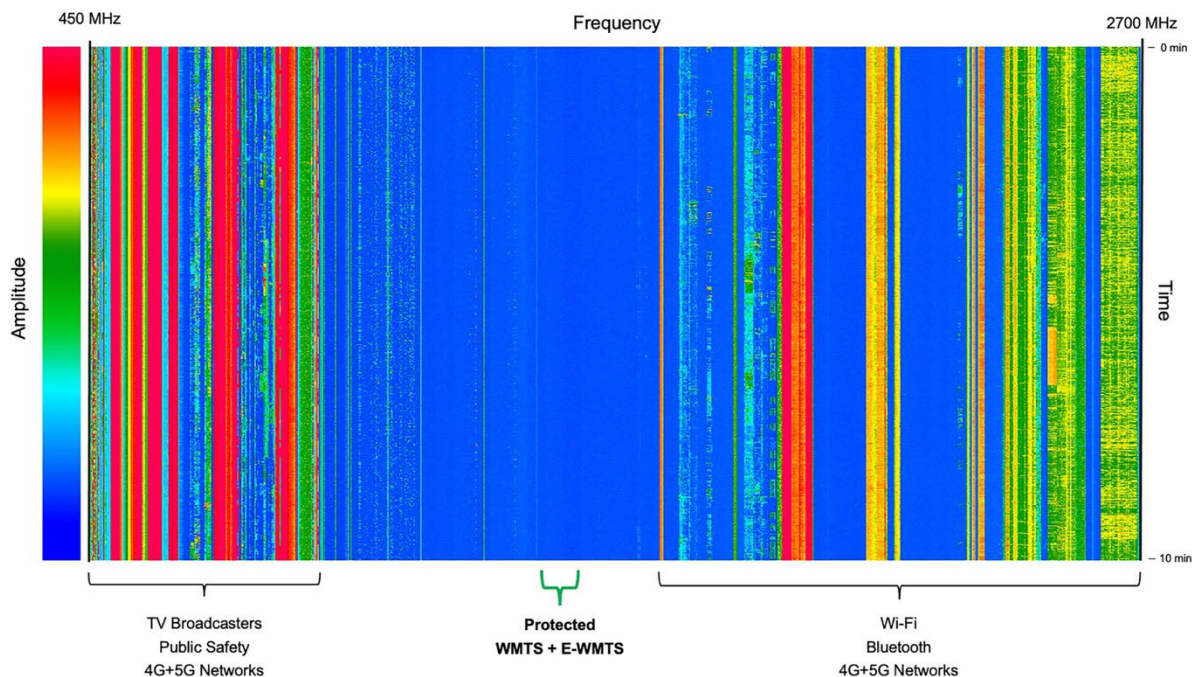 450 MHz
Frequency
2700 MHz
0 min
Amplitude
Time
10 min
TV Broadcasters
Public Safety
4G+5G Networks
Protected
WMTS + E-WMTS
Wi-Fi
Bluetooth
4G+5G Networks